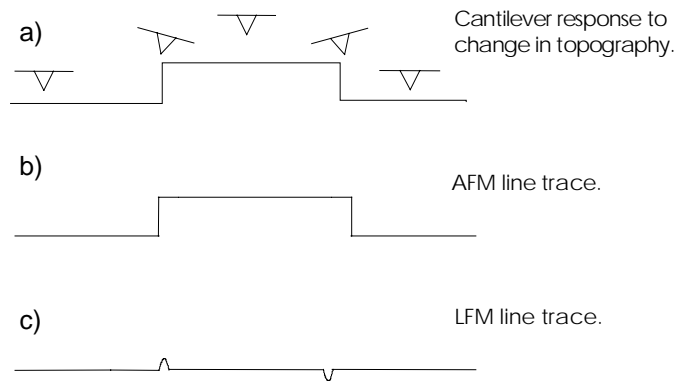 a)
Cantilever response to
change in topography.
b)
AFM line trace.
c)
LFM line trace.